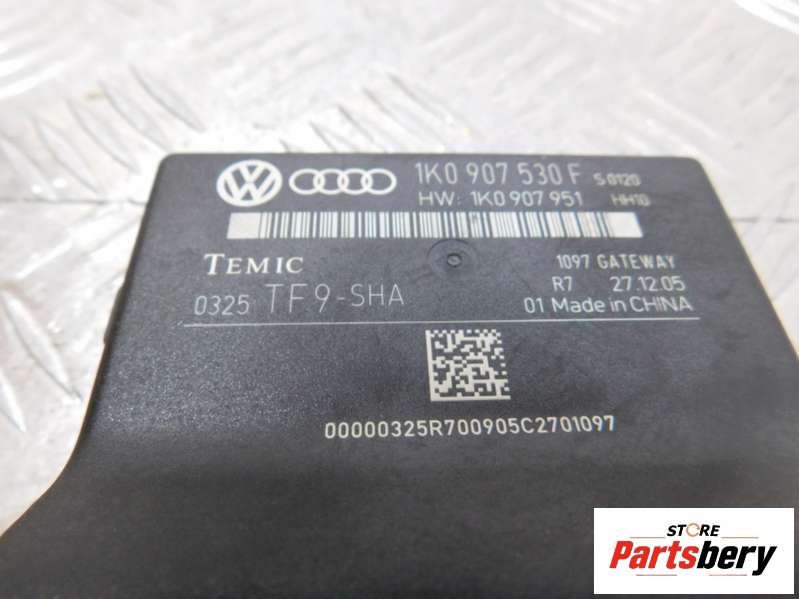 1K0 907 530 F S0120
HW: 1K0 907 951 HH10
TEMIC
1097 GATEWAY
R7 27.12.05
0325 TF9-SHA
01 Made in CHINA
00000325R700905C2701097
STORE
Partsbery